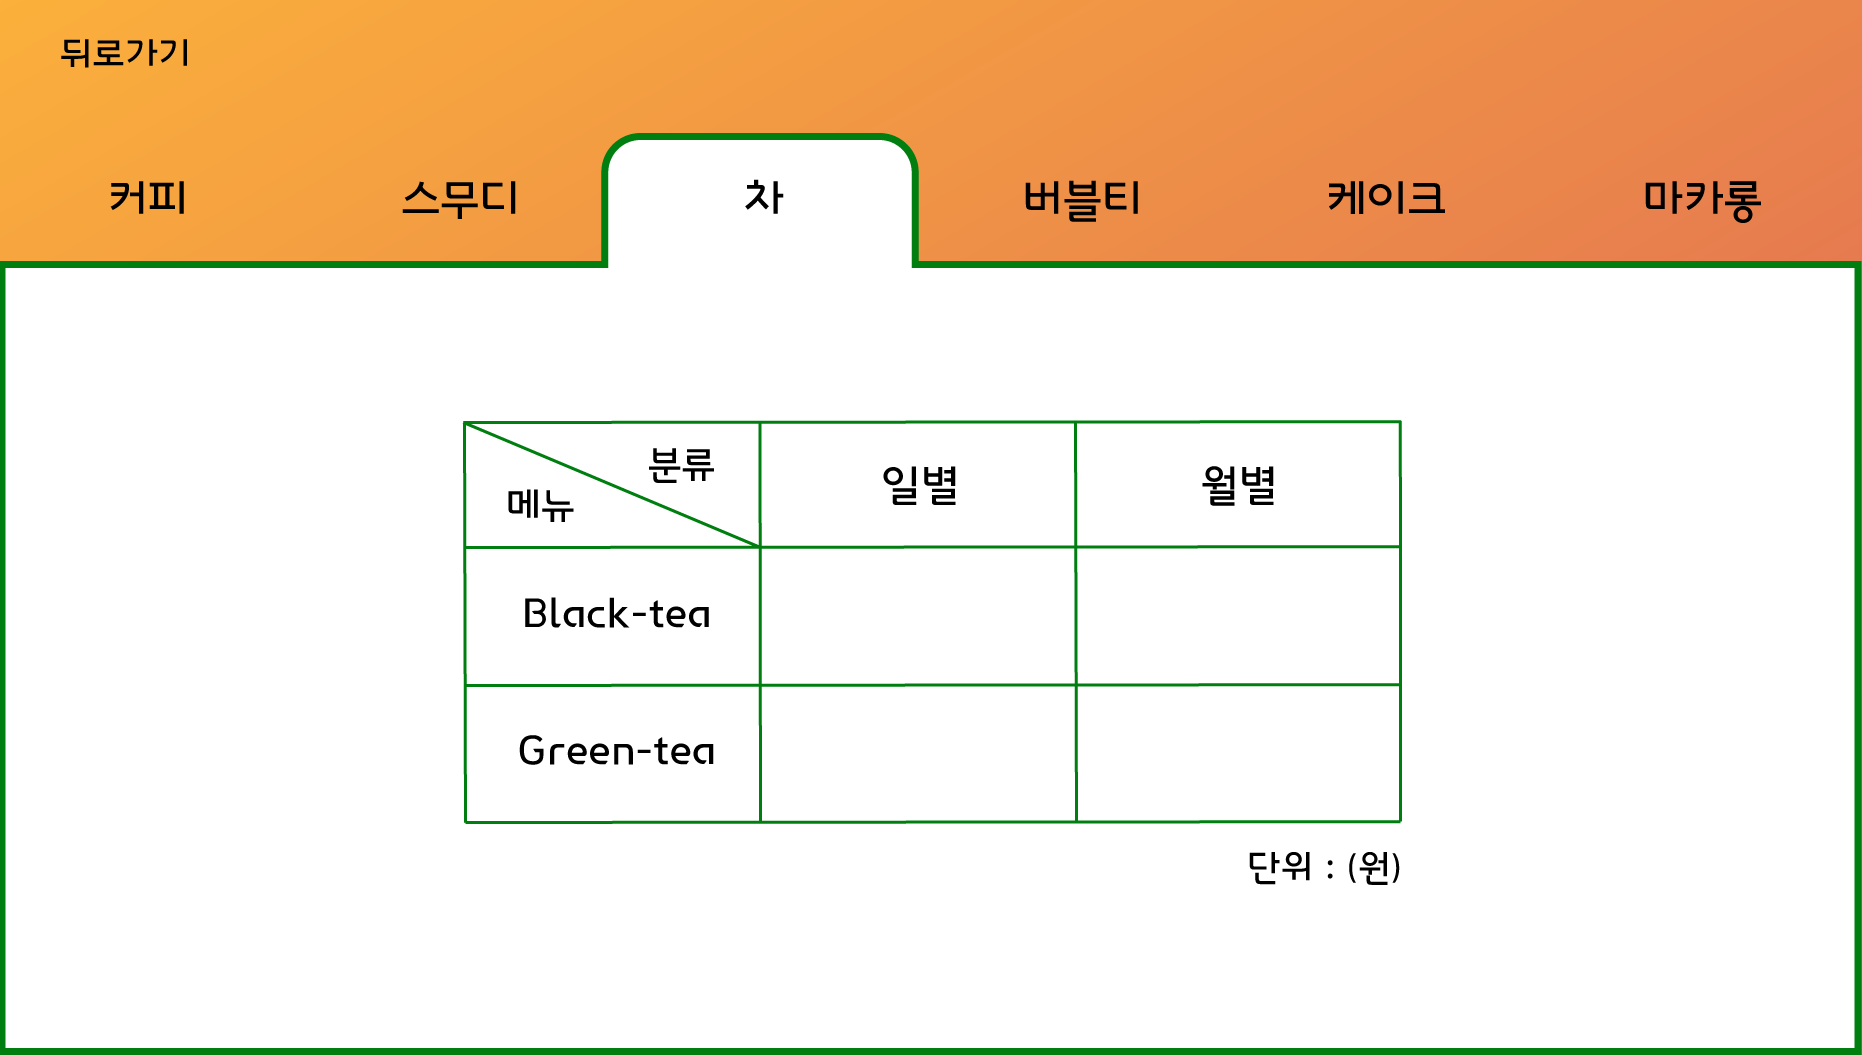 뒤로가기
커피 스무디 차 버블티 케이크 마카롱
분류
메뉴
일별 월별
Black-tea
Green-tea
단위 : (원)